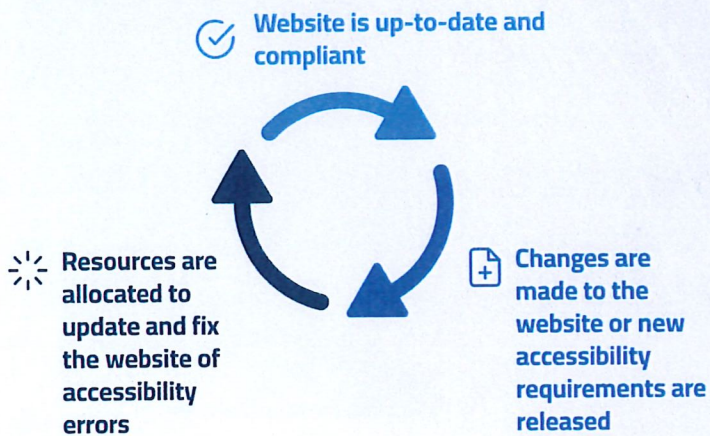 Website is up-to-date and
compliant
Changes are
made to the
website or new
accessibility
requirements are
released
Resources are
allocated to
update and fix
the website of
accessibility
errors